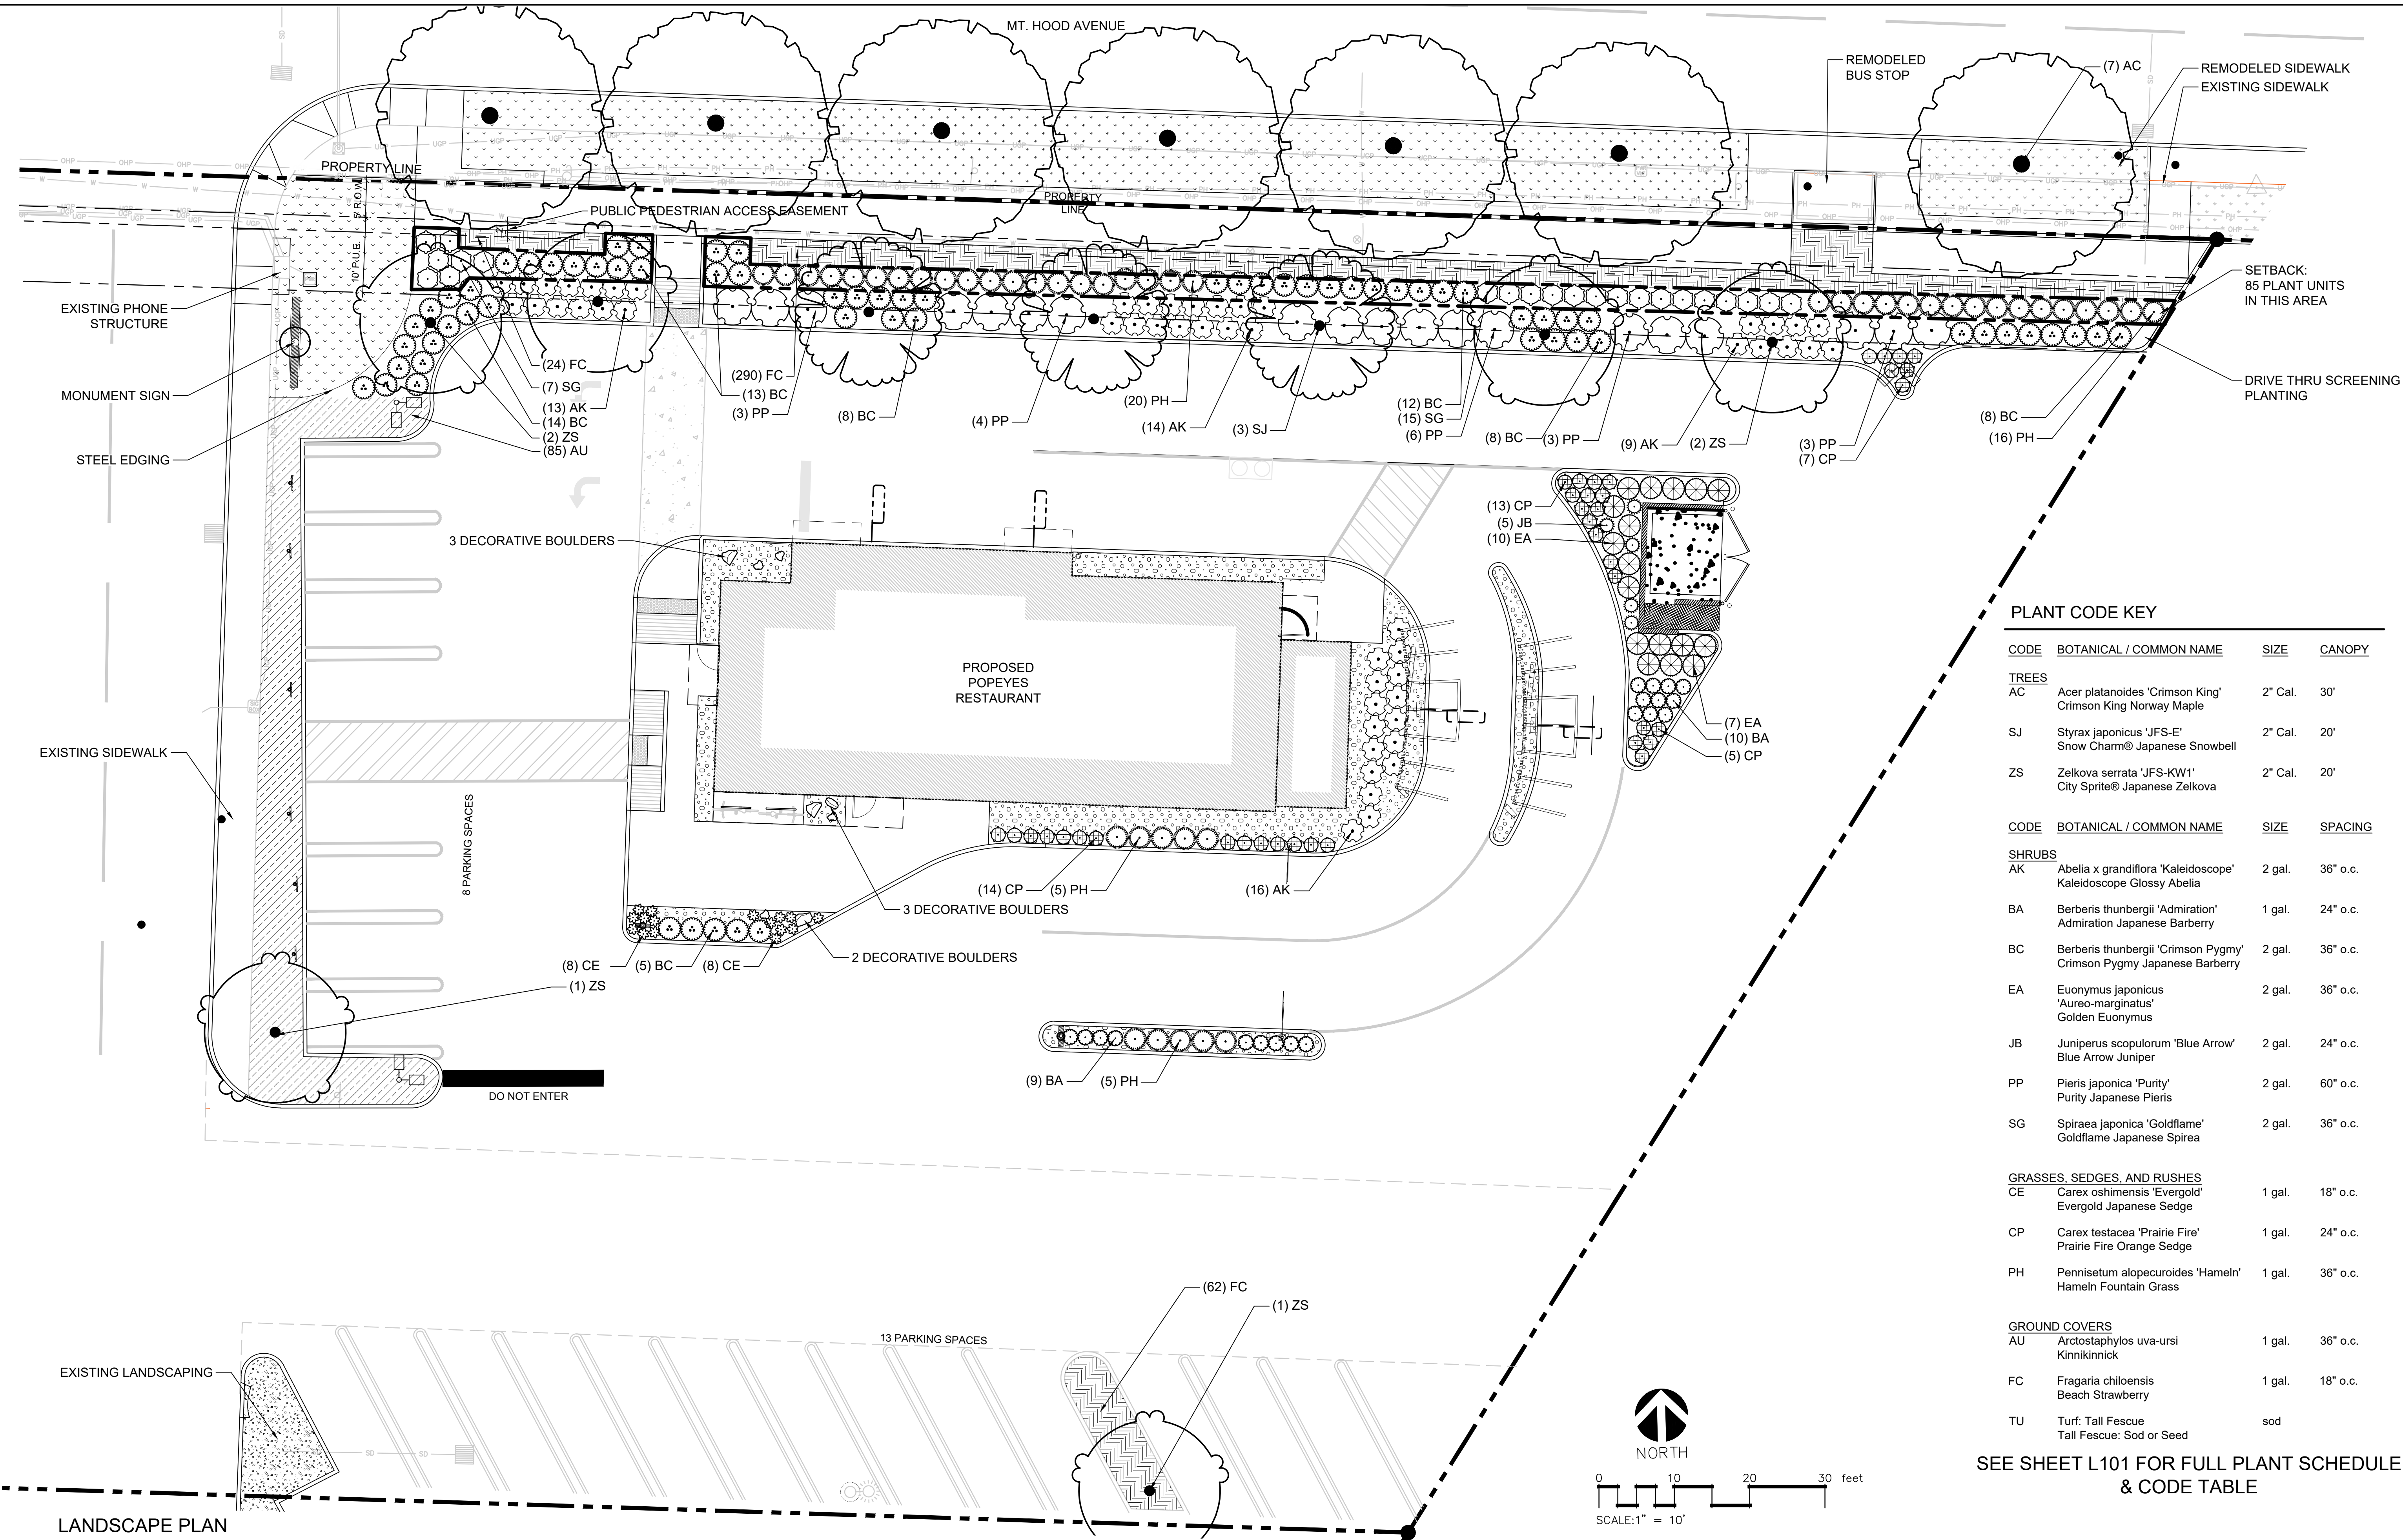 MT. HOOD AVENUE
REMODELED
BUS STOP
(7) AC
REMODELED SIDEWALK
EXISTING SIDEWALK
PROPERTY LINE
5' R.O.W.
10' P.U.E.
PUBLIC PEDESTRIAN ACCESS EASEMENT
PROPERTY
LINE
EXISTING PHONE
STRUCTURE
MONUMENT SIGN
STEEL EDGING
(24) FC
(7) SG
(13) AK
(14) BC
(2) ZS
(85) AU
(290) FC
(13) BC
(3) PP
(8) BC
(4) PP
(20) PH
(14) AK
(3) SJ
(12) BC
(15) SG
(6) PP
(8) BC
(3) PP
(9) AK
(2) ZS
(3) PP
(7) CP
(8) BC
(16) PH
SETBACK:
85 PLANT UNITS
IN THIS AREA
DRIVE THRU SCREENING
PLANTING
3 DECORATIVE BOULDERS
(13) CP
(5) JB
(10) EA
PROPOSED
POPEYES
RESTAURANT
(7) EA
(10) BA
(5) CP
EXISTING SIDEWALK
8 PARKING SPACES
(14) CP
(5) PH
(16) AK
3 DECORATIVE BOULDERS
2 DECORATIVE BOULDERS
(8) CE
(5) BC
(8) CE
(1) ZS
(9) BA
(5) PH
DO NOT ENTER
(62) FC
(1) ZS
13 PARKING SPACES
EXISTING LANDSCAPING
SD
SD
LANDSCAPE PLAN
NORTH
0 10 20 30 feet
SCALE:1" = 10'
PLANT CODE KEY
CODE BOTANICAL / COMMON NAME SIZE CANOPY
TREES
AC Acer platanoides 'Crimson King' 2" Cal. 30'
Crimson King Norway Maple
SJ Styrax japonicus 'JFS-E' 2" Cal. 20'
Snow Charm® Japanese Snowbell
ZS Zelkova serrata 'JFS-KW1' 2" Cal. 20'
City Sprite® Japanese Zelkova
CODE BOTANICAL / COMMON NAME SIZE SPACING
SHRUBS
AK Abelia x grandiflora 'Kaleidoscope' 2 gal. 36" o.c.
Kaleidoscope Glossy Abelia
BA Berberis thunbergii 'Admiration' 1 gal. 24" o.c.
Admiration Japanese Barberry
BC Berberis thunbergii 'Crimson Pygmy' 2 gal. 36" o.c.
Crimson Pygmy Japanese Barberry
EA Euonymus japonicus 2 gal. 36" o.c.
'Aureo-marginatus'
Golden Euonymus
JB Juniperus scopulorum 'Blue Arrow' 2 gal. 24" o.c.
Blue Arrow Juniper
PP Pieris japonica 'Purity' 2 gal. 60" o.c.
Purity Japanese Pieris
SG Spiraea japonica 'Goldflame' 2 gal. 36" o.c.
Goldflame Japanese Spirea
GRASSES, SEDGES, AND RUSHES
CE Carex oshimensis 'Evergold' 1 gal. 18" o.c.
Evergold Japanese Sedge
CP Carex testacea 'Prairie Fire' 1 gal. 24" o.c.
Prairie Fire Orange Sedge
PH Pennisetum alopecuroides 'Hameln' 1 gal. 36" o.c.
Hameln Fountain Grass
GROUND COVERS
AU Arctostaphylos uva-ursi 1 gal. 36" o.c.
Kinnikinnick
FC Fragaria chiloensis 1 gal. 18" o.c.
Beach Strawberry
TU Turf: Tall Fescue sod
Tall Fescue: Sod or Seed
SEE SHEET L101 FOR FULL PLANT SCHEDULE
& CODE TABLE